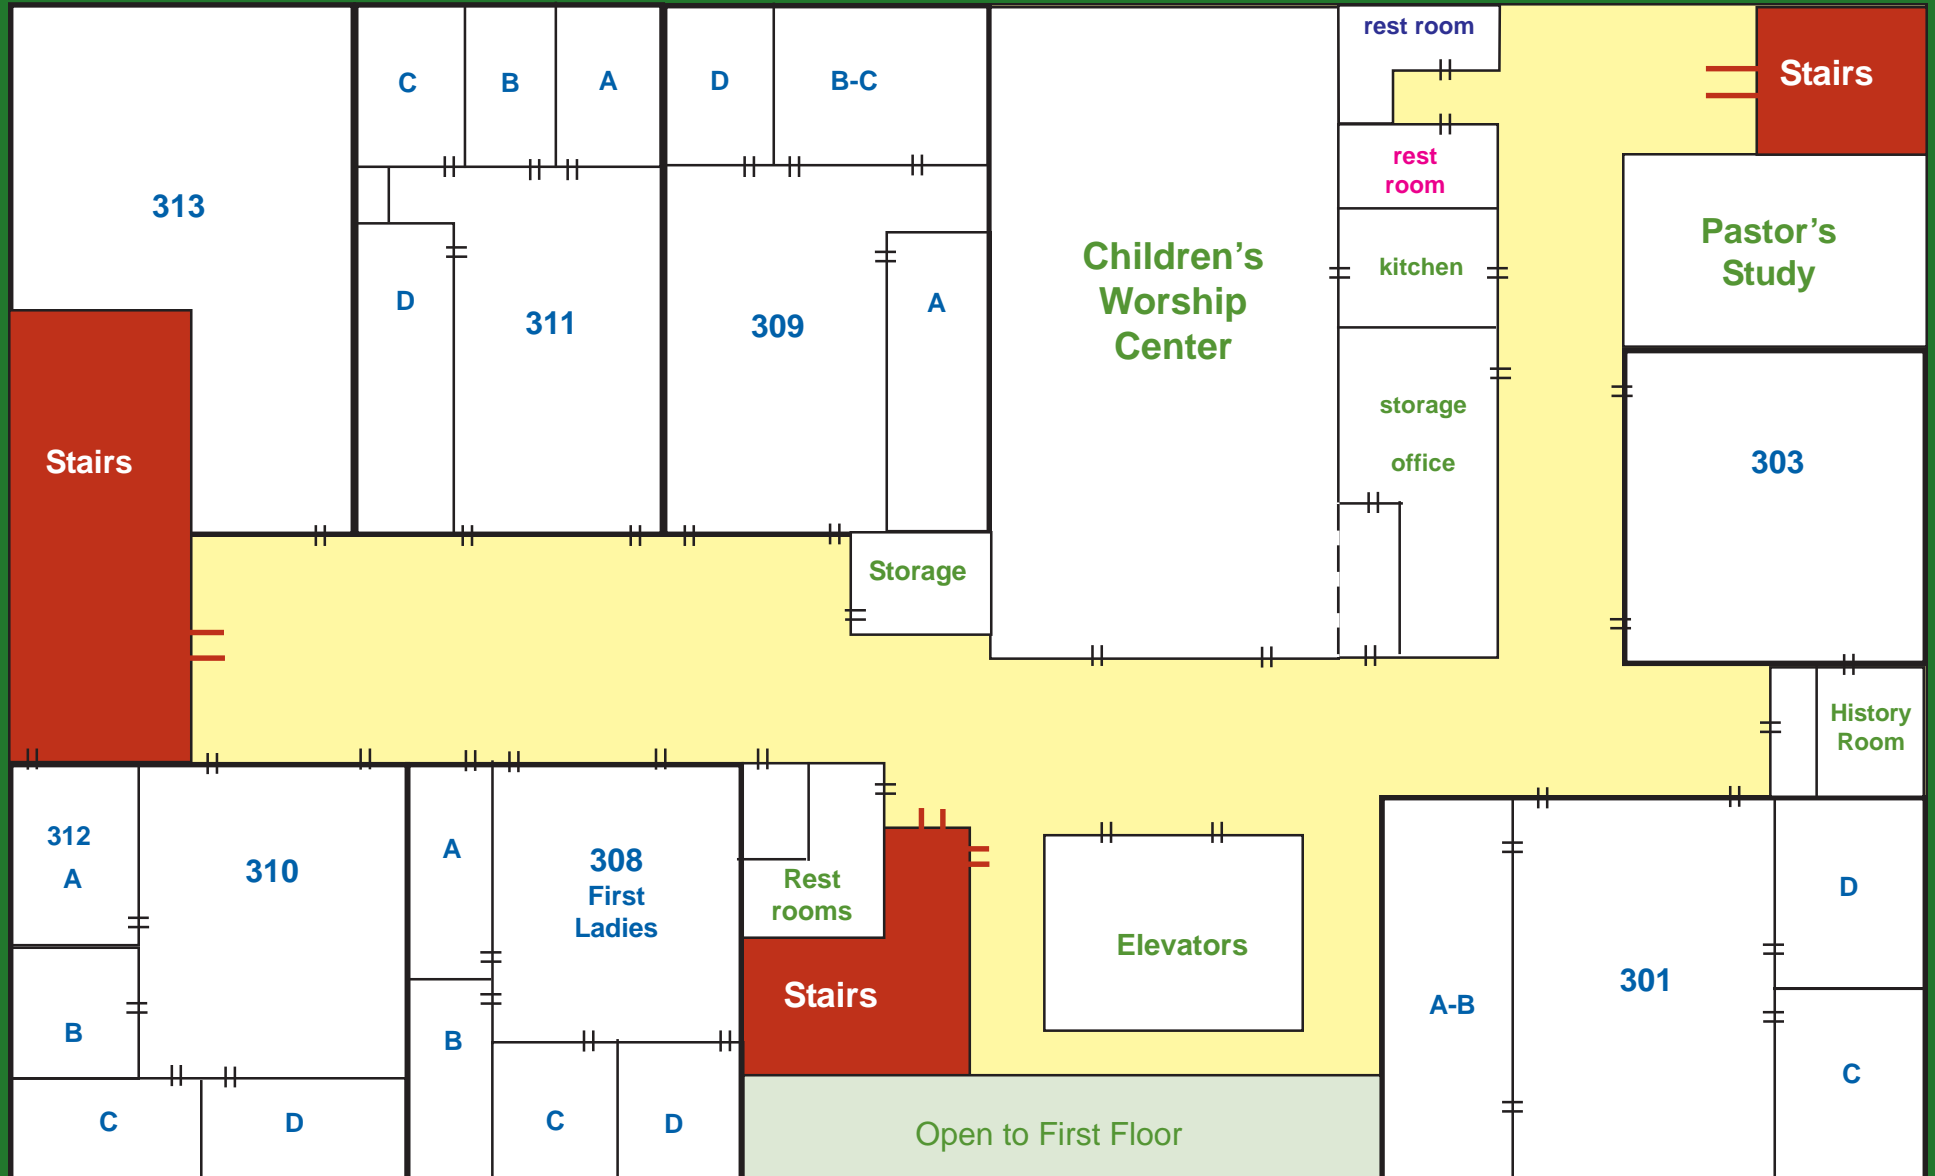 rest room
Stairs
C
B
A
D
B-C
rest
room
313
Pastor’s
Study
Children’s
Worship
Center
kitchen
D
311
309
A
storage
office
Stairs
303
Storage
History
Room
312
A
310
A
308
First
Ladies
Rest
rooms
D
Elevators
301
Stairs
A-B
B
B
C
C
D
C
D
Open to First Floor